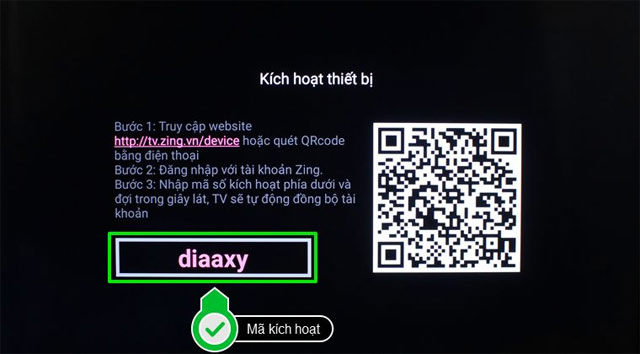 Kích hoạt thiết bị
Bước 1: Truy cập website
http://tv.zing.vn/device hoặc quét QRcode
bằng điện thoại
Bước 2: Đăng nhập với tài khoản Zing.
Bước 3: Nhập mã số kích hoạt phía dưới và
đợi trong giây lát, TV sẽ tự động đồng bộ tài
khoản
diaaxy
Mã kích hoạt